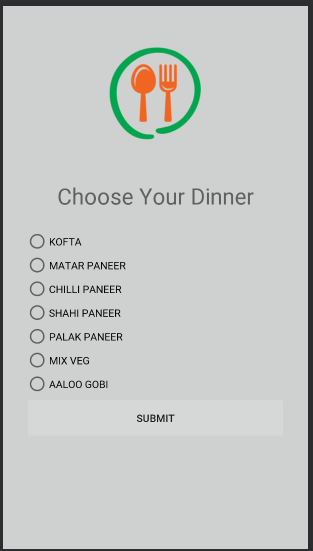 Choose Your Dinner
KOFTA
MATAR PANEER
CHILLI PANEER
SHAHI PANEER
PALAK PANEER
MIX VEG
AALOO GOBI
SUBMIT